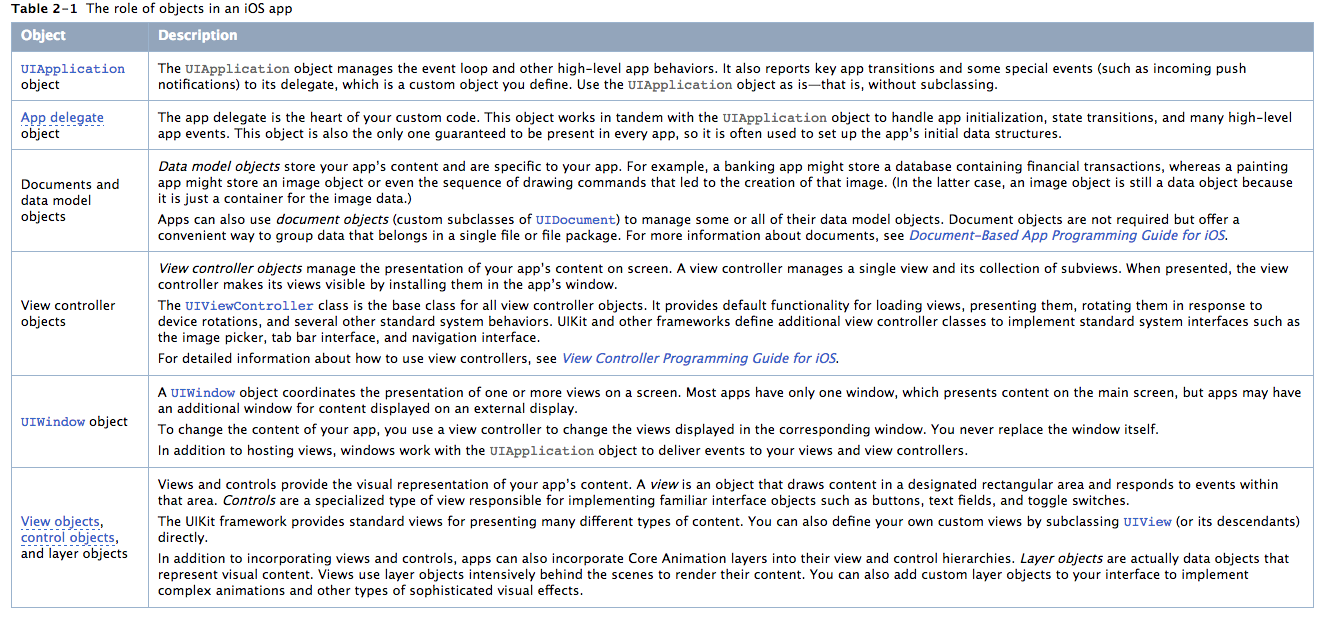 Table 2-1 The role of objects in an iOS app
Object
Description
UIApplication
object
The UIApplication object manages the event loop and other high-level app behaviors. It also reports key app transitions and some special events (such as incoming push
notifications) to its delegate, which is a custom object you define. Use the UIApplication object as is—that is, without subclassing.
App delegate
object
The app delegate is the heart of your custom code. This object works in tandem with the UIApplication object to handle app initialization, state transitions, and many high-level
app events. This object is also the only one guaranteed to be present in every app, so it is often used to set up the app's initial data structures.
Documents and
data model
objects
Data model objects store your app's content and are specific to your app. For example, a banking app might store a database containing financial transactions, whereas a painting
app might store an image object or even the sequence of drawing commands that led to the creation of that image. (In the latter case, an image object is still a data object because
it is just a container for the image data.)
Apps can also use document objects (custom subclasses of UIDocument) to manage some or all of their data model objects. Document objects are not required but offer a
convenient way to group data that belongs in a single file or file package. For more information about documents, see Document-Based App Programming Guide for iOS.
View controller
objects
View controller objects manage the presentation of your app's content on screen. A view controller manages a single view and its collection of subviews. When presented, the view
controller makes its views visible by installing them in the app's window.
The UIViewController class is the base class for all view controller objects. It provides default functionality for loading views, presenting them, rotating them in response to
device rotations, and several other standard system behaviors. UIKit and other frameworks define additional view controller classes to implement standard system interfaces such as
the image picker, tab bar interface, and navigation interface.
For detailed information about how to use view controllers, see View Controller Programming Guide for iOS.
UIWindow object
A UIWindow object coordinates the presentation of one or more views on a screen. Most apps have only one window, which presents content on the main screen, but apps may have
an additional window for content displayed on an external display.
To change the content of your app, you use a view controller to change the views displayed in the corresponding window. You never replace the window itself.
In addition to hosting views, windows work with the UIApplication object to deliver events to your views and view controllers.
View objects,
control objects,
and layer objects
Views and controls provide the visual representation of your app's content. A view is an object that draws content in a designated rectangular area and responds to events within
that area. Controls are a specialized type of view responsible for implementing familiar interface objects such as buttons, text fields, and toggle switches.
The UIKit framework provides standard views for presenting many different types of content. You can also define your own custom views by subclassing UIView (or its descendants)
directly.
In addition to incorporating views and controls, apps can also incorporate Core Animation layers into their view and control hierarchies. Layer objects are actually data objects that
represent visual content. Views use layer objects intensively behind the scenes to render their content. You can also add custom layer objects to your interface to implement
complex animations and other types of sophisticated visual effects.